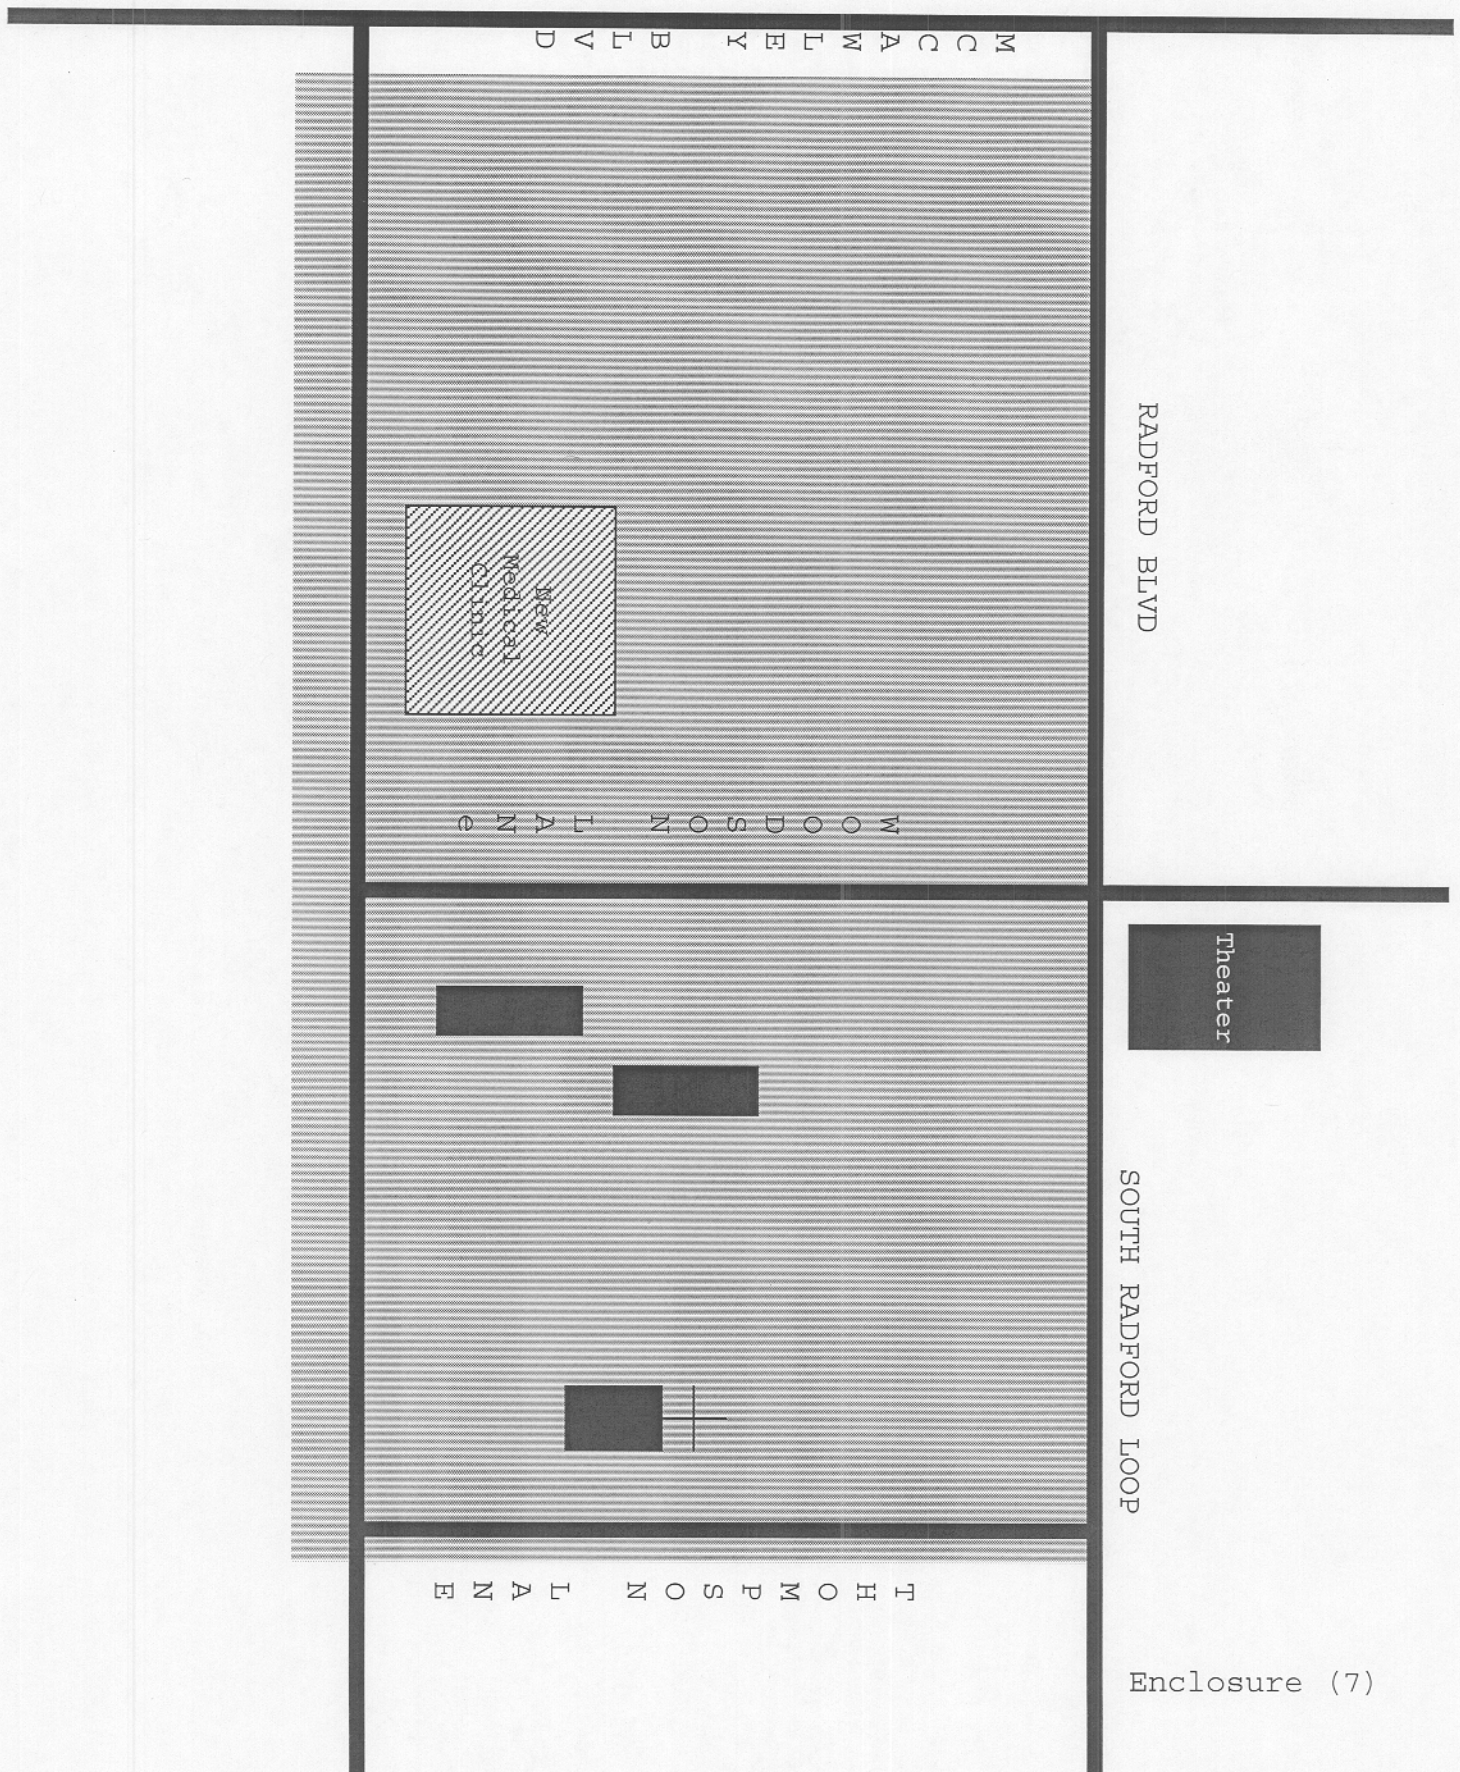 MCCAWLEY BLVD
RADFORD BLVD
New
Medical
Clinic
WOODSON LANe
Theater
SOUTH RADFORD LOOP
THOMPSON LANE
Enclosure (7)